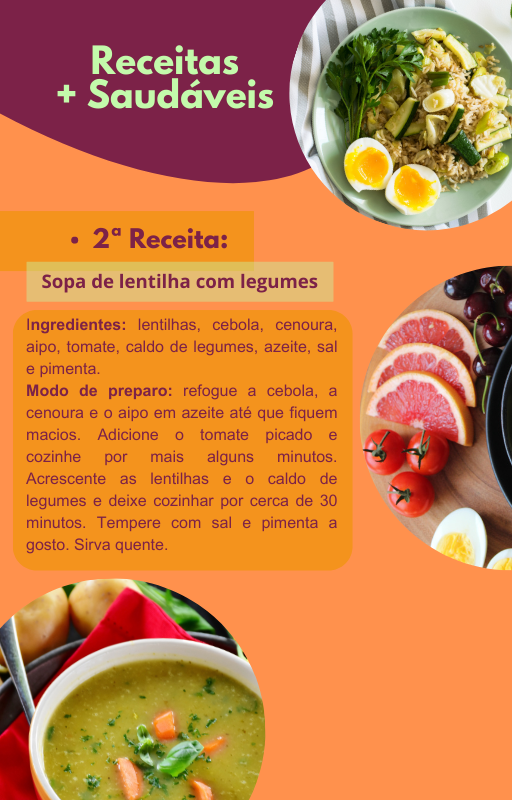 Receitas
+ Saudáveis
• 2ª Receita:
Sopa de lentilha com legumes
Ingredientes: lentilhas, cebola, cenoura,
aipo, tomate, caldo de legumes, azeite, sal
e pimenta.
Modo de preparo: refogue a cebola, a
cenoura e o aipo em azeite até que fiquem
macios. Adicione o tomate picado e
cozinhe por mais alguns minutos.
Acrescente as lentilhas e o caldo de
legumes e deixe cozinhar por cerca de 30
minutos. Tempere com sal e pimenta a
gosto. Sirva quente.